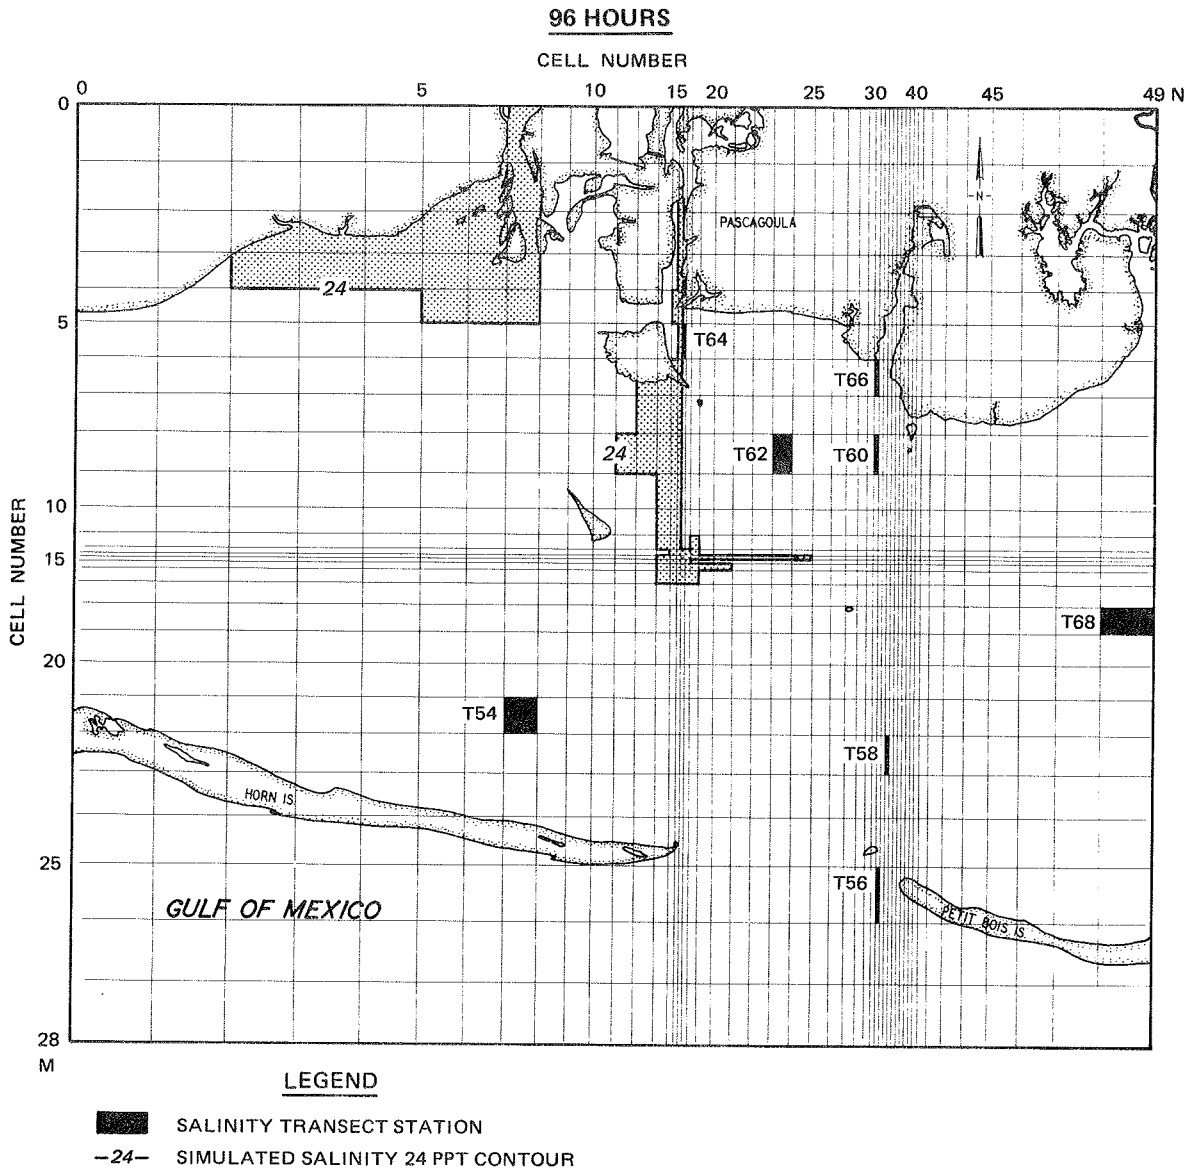 96 HOURS
CELL NUMBER
0 5 10 15 20 25 30 40 45 49 N
0
N
PASCAGOULA
24
5
T64
T66
24
T62
T60
10
15
CELL NUMBER
T68
20
T54
T58
HORN IS.
25
T56
GULF OF MEXICO
PETIT BOIS IS.
28
M
LEGEND
SALINITY TRANSECT STATION
–24– SIMULATED SALINITY 24 PPT CONTOUR